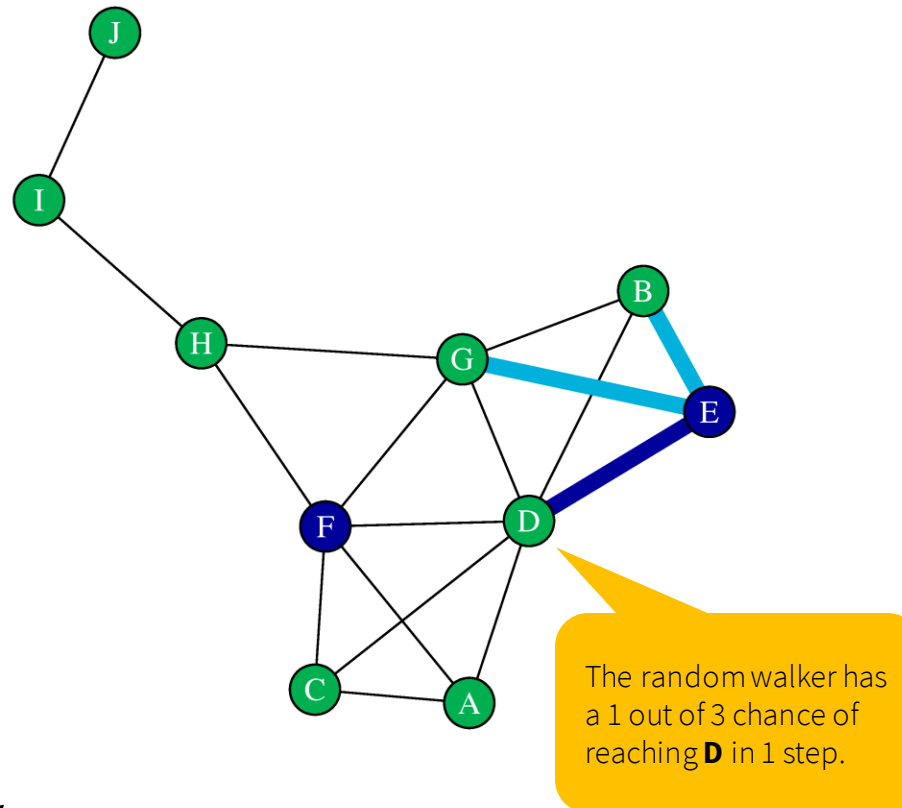 J
I
B
H
G
E
F
D
C
A
The random walker has
a 1 out of 3 chance of
reaching D in 1 step.